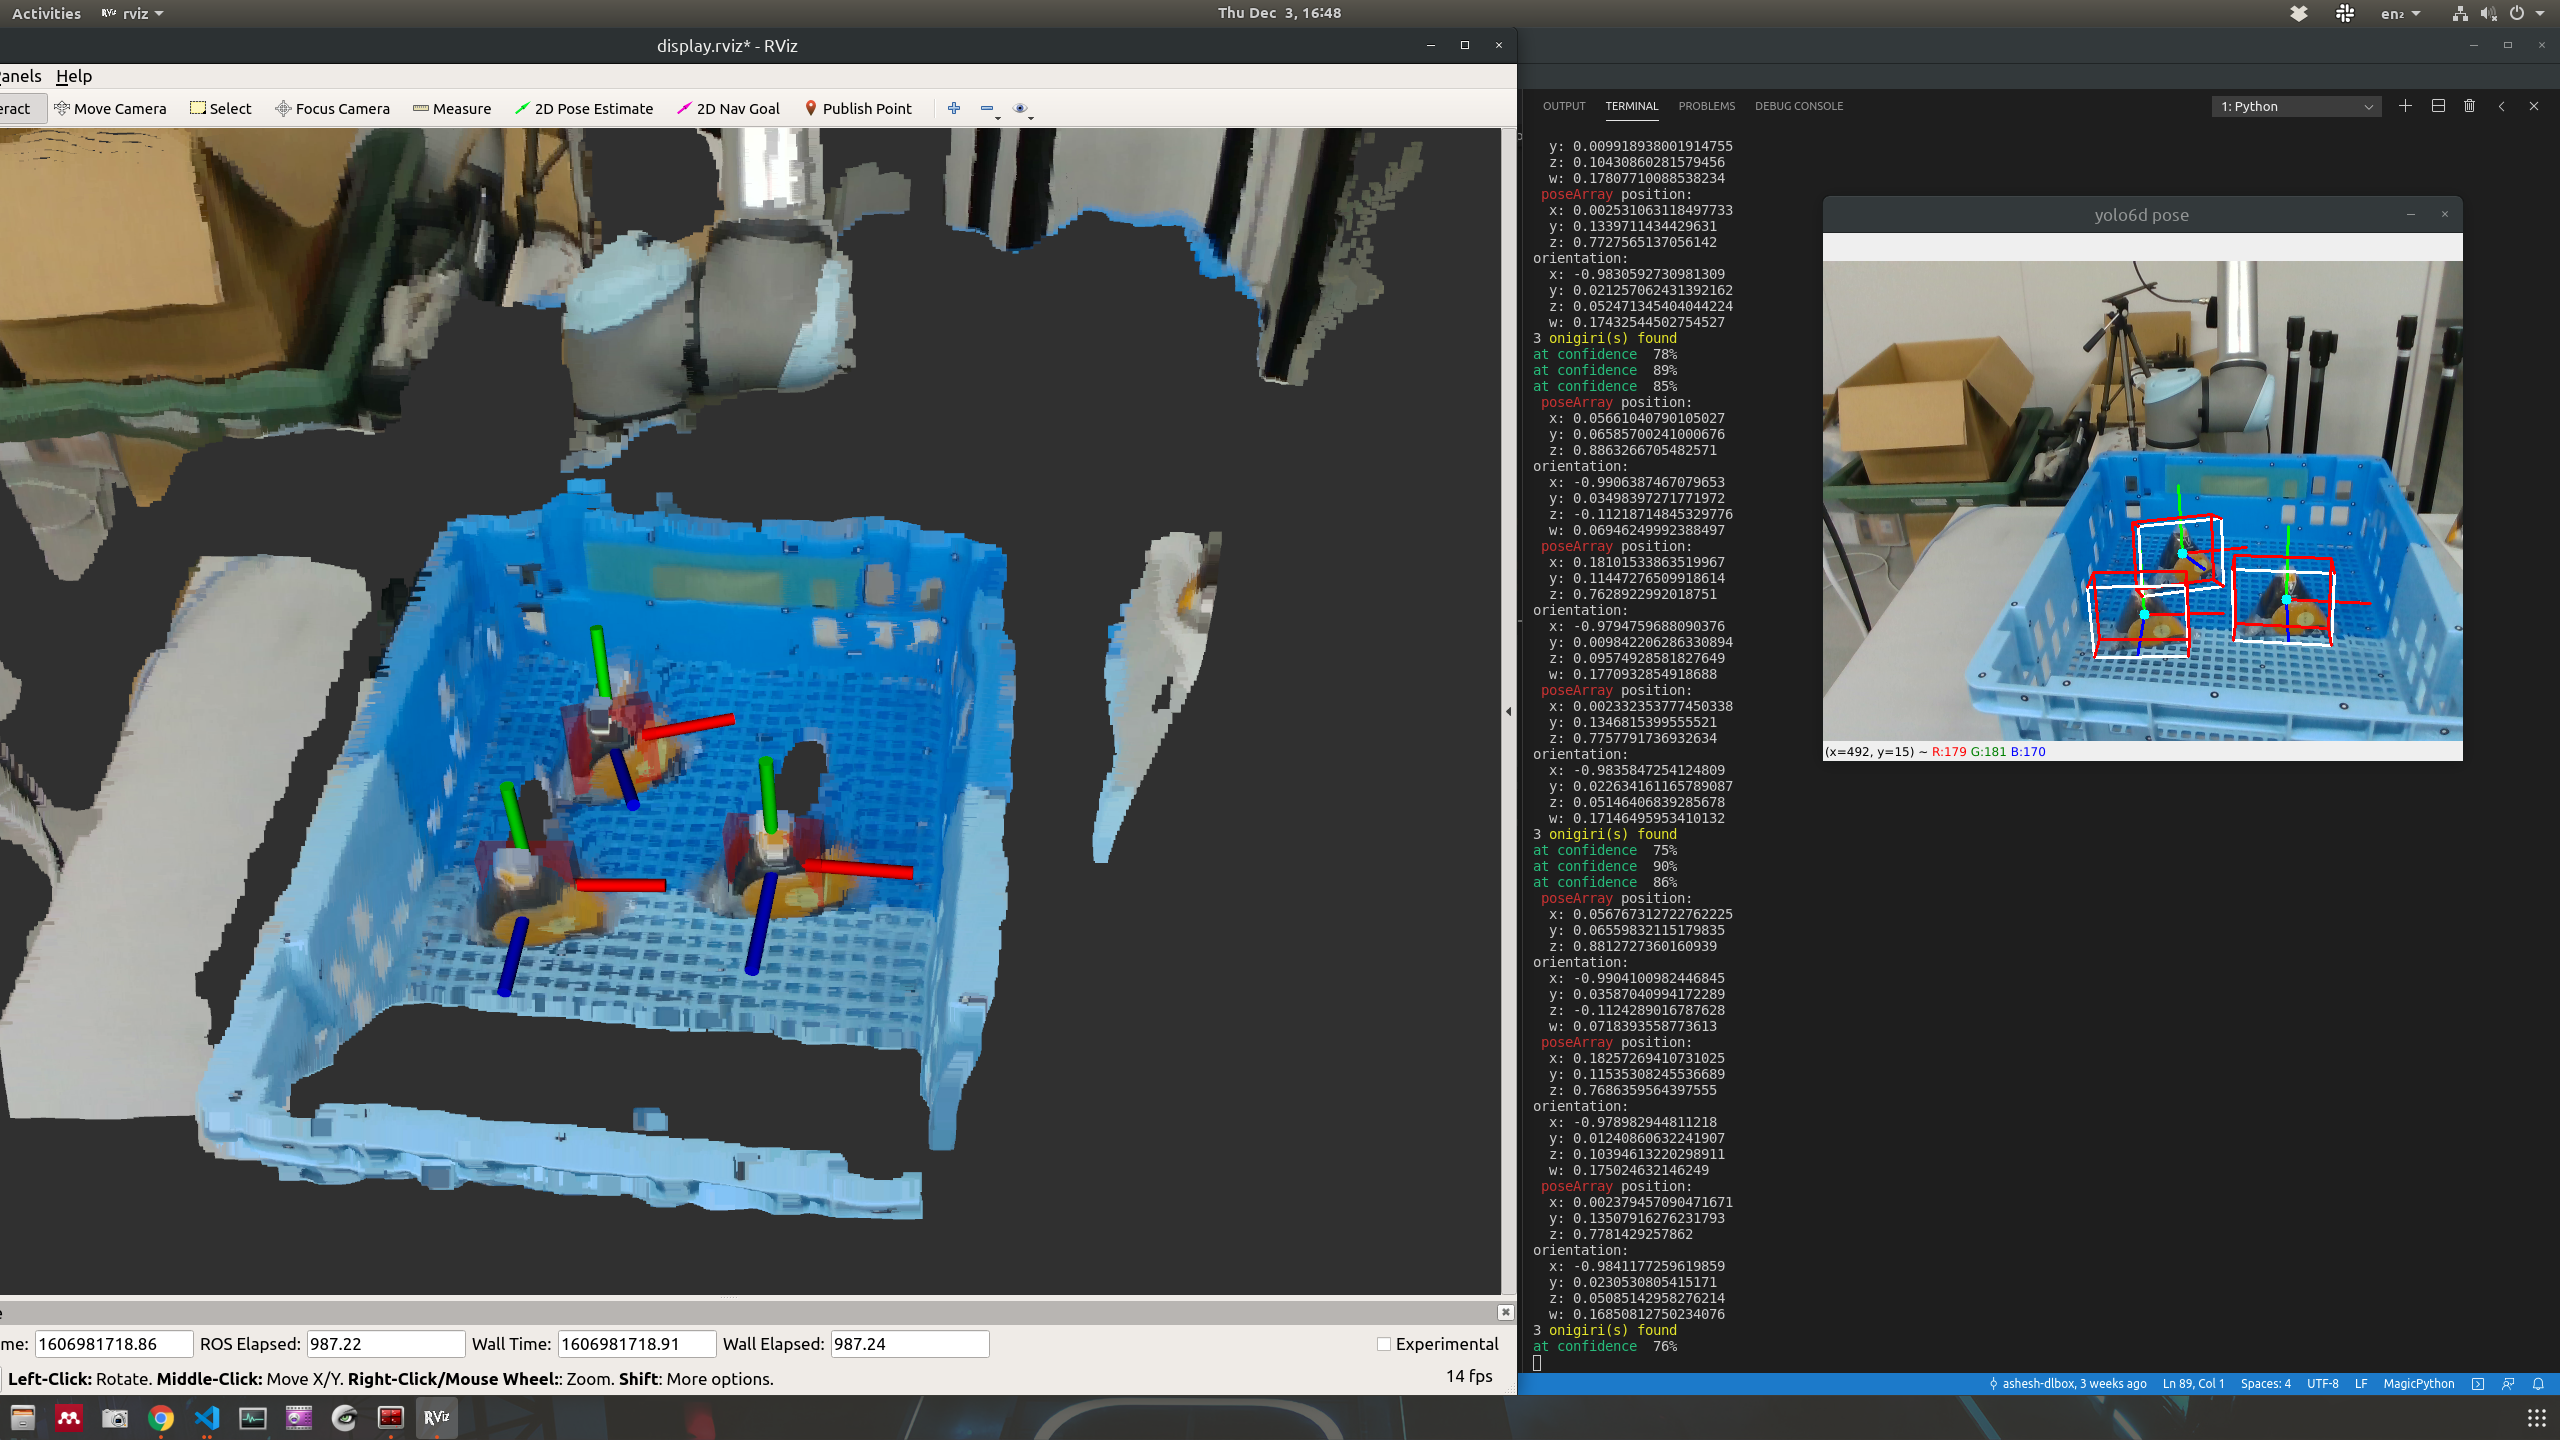 Activities
rviz
Thu Dec 3, 16:48
en₂
display.rviz* - RViz
anels Help
eract
Move Camera
Select
Focus Camera
Measure
2D Pose Estimate
2D Nav Goal
Publish Point
OUTPUT TERMINAL PROBLEMS DEBUG CONSOLE
1: Python
y: 0.009918938001914755
z: 0.10430860281579456
w: 0.17807710088538234
poseArray position:
x: 0.002531063118497733
y: 0.1339711434429631
z: 0.7727565137056142
orientation:
x: -0.9830592730981309
y: 0.021257062431392162
z: 0.052471345404044224
w: 0.17432544502754527
3 onigiri(s) found
at confidence 78%
at confidence 89%
at confidence 85%
poseArray position:
x: 0.05661040790105027
y: 0.06585700241000676
z: 0.8863266705482571
orientation:
x: -0.9906387467079653
y: 0.03498397271771972
z: -0.11218714845329776
w: 0.06946249992388497
poseArray position:
x: 0.18101533863519967
y: 0.11447276509918614
z: 0.7628922992018751
orientation:
x: -0.9794759688090376
y: 0.009842206286330894
z: 0.09574928581827649
w: 0.1770932854918688
poseArray position:
x: 0.002332353777450338
y: 0.1346815399555521
z: 0.7757791736932634
orientation:
x: -0.9835847254124809
y: 0.022634161165789087
z: 0.05146406839285678
w: 0.17146495953410132
3 onigiri(s) found
at confidence 75%
at confidence 90%
at confidence 86%
poseArray position:
x: 0.056767312722762225
y: 0.06559832115179835
z: 0.8812727360160939
orientation:
x: -0.9904100982446845
y: 0.03587040994172289
z: -0.1124289016787628
w: 0.0718393558773613
poseArray position:
x: 0.18257269410731025
y: 0.11535308245536689
z: 0.7686359564397555
orientation:
x: -0.978982944811218
y: 0.01240860632241907
z: 0.10394613220298911
w: 0.175024632146249
poseArray position:
x: 0.002379457090471671
y: 0.13507916276231793
z: 0.7781429257862
orientation:
x: -0.9841177259619859
y: 0.0230530805415171
z: 0.05085142958276214
w: 0.16850812750234076
3 onigiri(s) found
at confidence 76%
yolo6d pose
(x=492, y=15) ~ R:179 G:181 B:170
e
me: 1606981718.86 ROS Elapsed: 987.22 Wall Time: 1606981718.91 Wall Elapsed: 987.24 Experimental
Left-Click: Rotate. Middle-Click: Move X/Y. Right-Click/Mouse Wheel:: Zoom. Shift: More options. 14 fps
ashesh-dlbox, 3 weeks ago Ln 89, Col 1 Spaces: 4 UTF-8 LF MagicPython
RViz